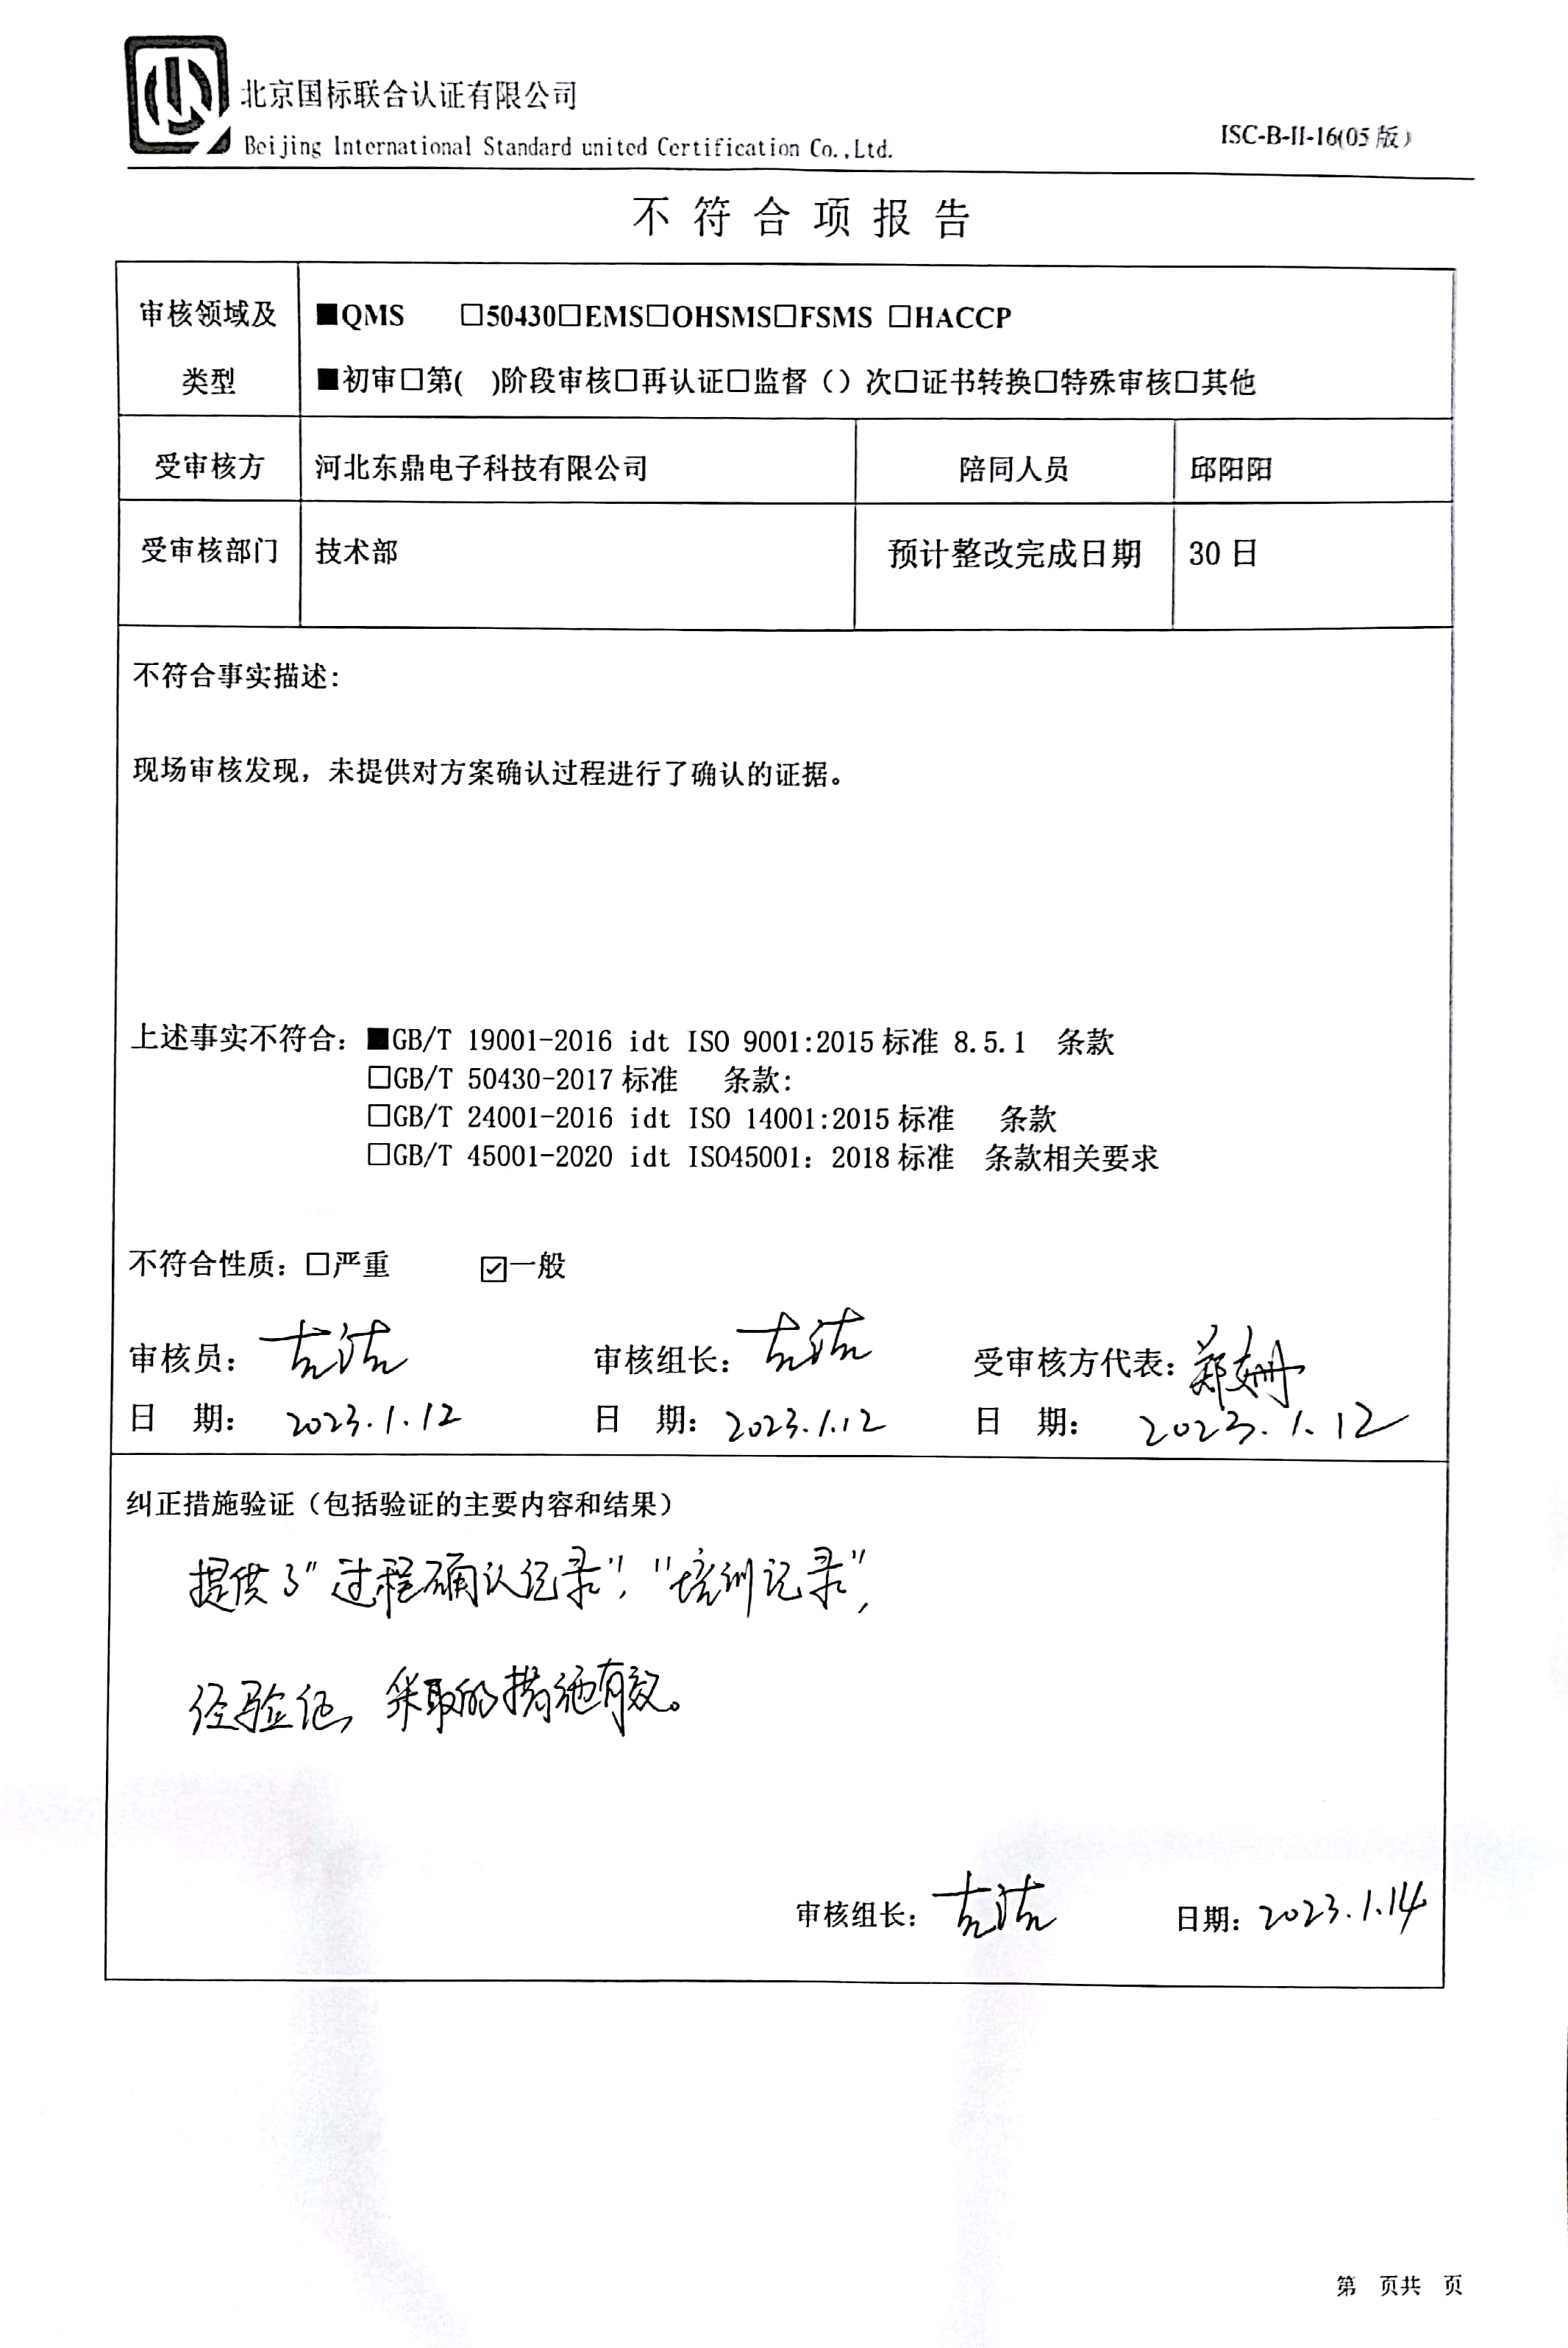 北京国标联合认证有限公司
Beijing International Standard united Certification Co.,Ltd.
ISC-B-II-16(05版)
不符合项报告
审核领域及
类型
■QMS □50430□EMS□OHSMS□FSMS □HACCP
■初审□第( )阶段审核□再认证□监督（）次□证书转换□特殊审核□其他
受审核方 河北东鼎电子科技有限公司 陪同人员 邱阳阳
受审核部门 技术部 预计整改完成日期 30日
不符合事实描述：
现场审核发现，未提供对方案确认过程进行了确认的证据。
上述事实不符合：■GB/T 19001-2016 idt ISO 9001:2015标准 8.5.1 条款
□GB/T 50430-2017标准 条款：
□GB/T 24001-2016 idt ISO 14001:2015标准 条款
□GB/T 45001-2020 idt ISO45001：2018标准 条款相关要求
不符合性质：□严重 ☑一般
审核员： 审核组长： 受审核方代表：郑姗
日 期：2023.1.12 日 期：2023.1.12 日 期：2023.1.12
纠正措施验证（包括验证的主要内容和结果）
提供了"过程确认记录"，"培训记录"，
经验证，采取的措施有效。
审核组长： 日期：2023.1.14
第 页共 页